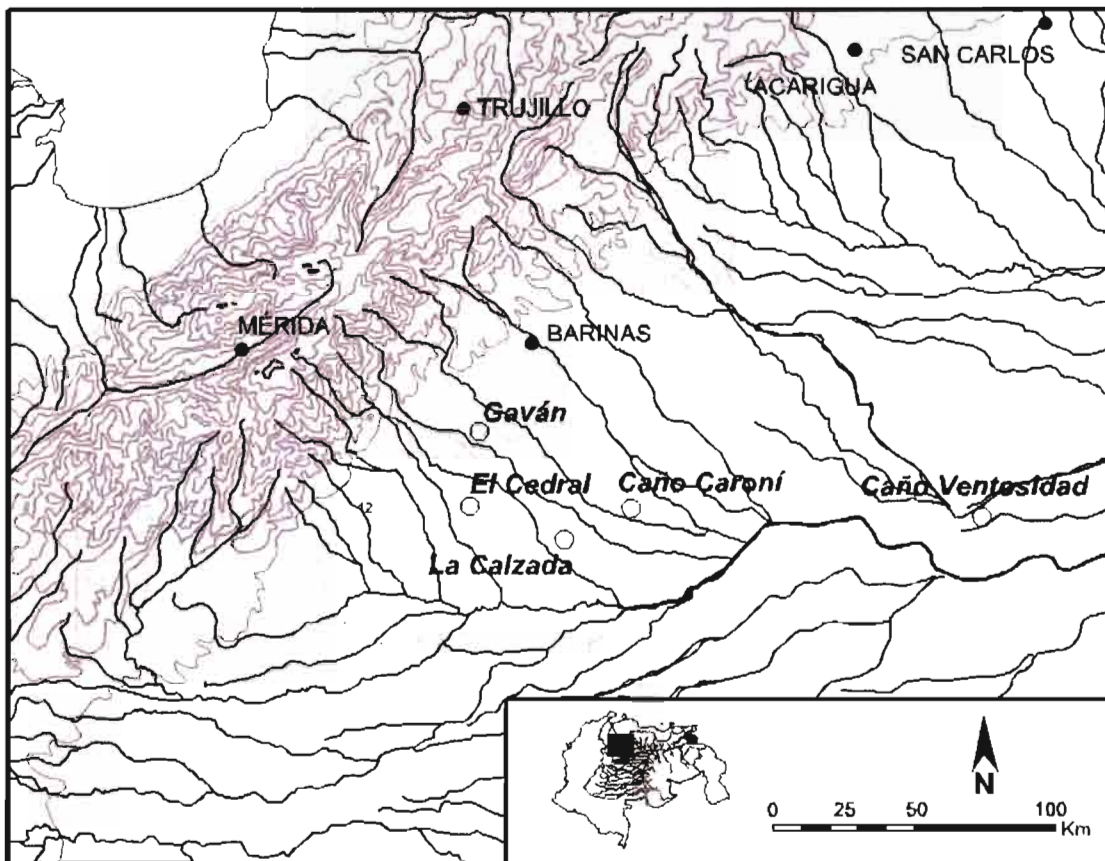 SAN CARLOS
ACARIGUA
TRUJILLO
MÉRIDA
BARINAS
Gaván
El Cedral
Caño Caroní
Caño Ventosidad
12
La Calzada
N
0 25 50 100
Km